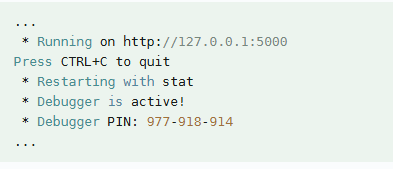 ...
 * Running on http://127.0.0.1:5000
Press CTRL+C to quit
 * Restarting with stat
 * Debugger is active!
 * Debugger PIN: 977-918-914
...